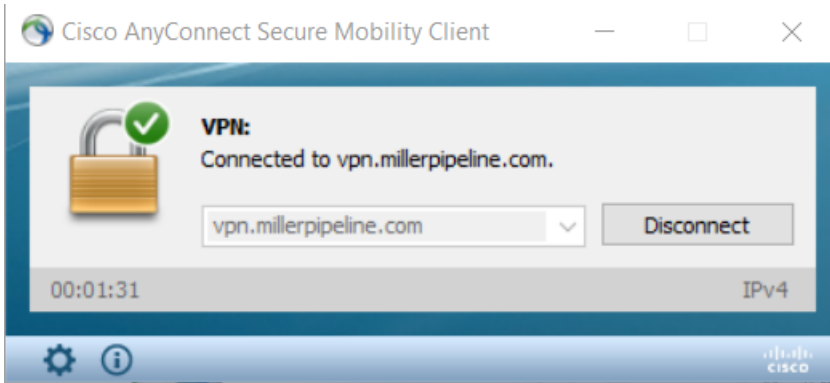 Cisco AnyConnect Secure Mobility Client
VPN:
Connected to vpn.millerpipeline.com.
vpn.millerpipeline.com
Disconnect
00:01:31
IPv4
CISCO